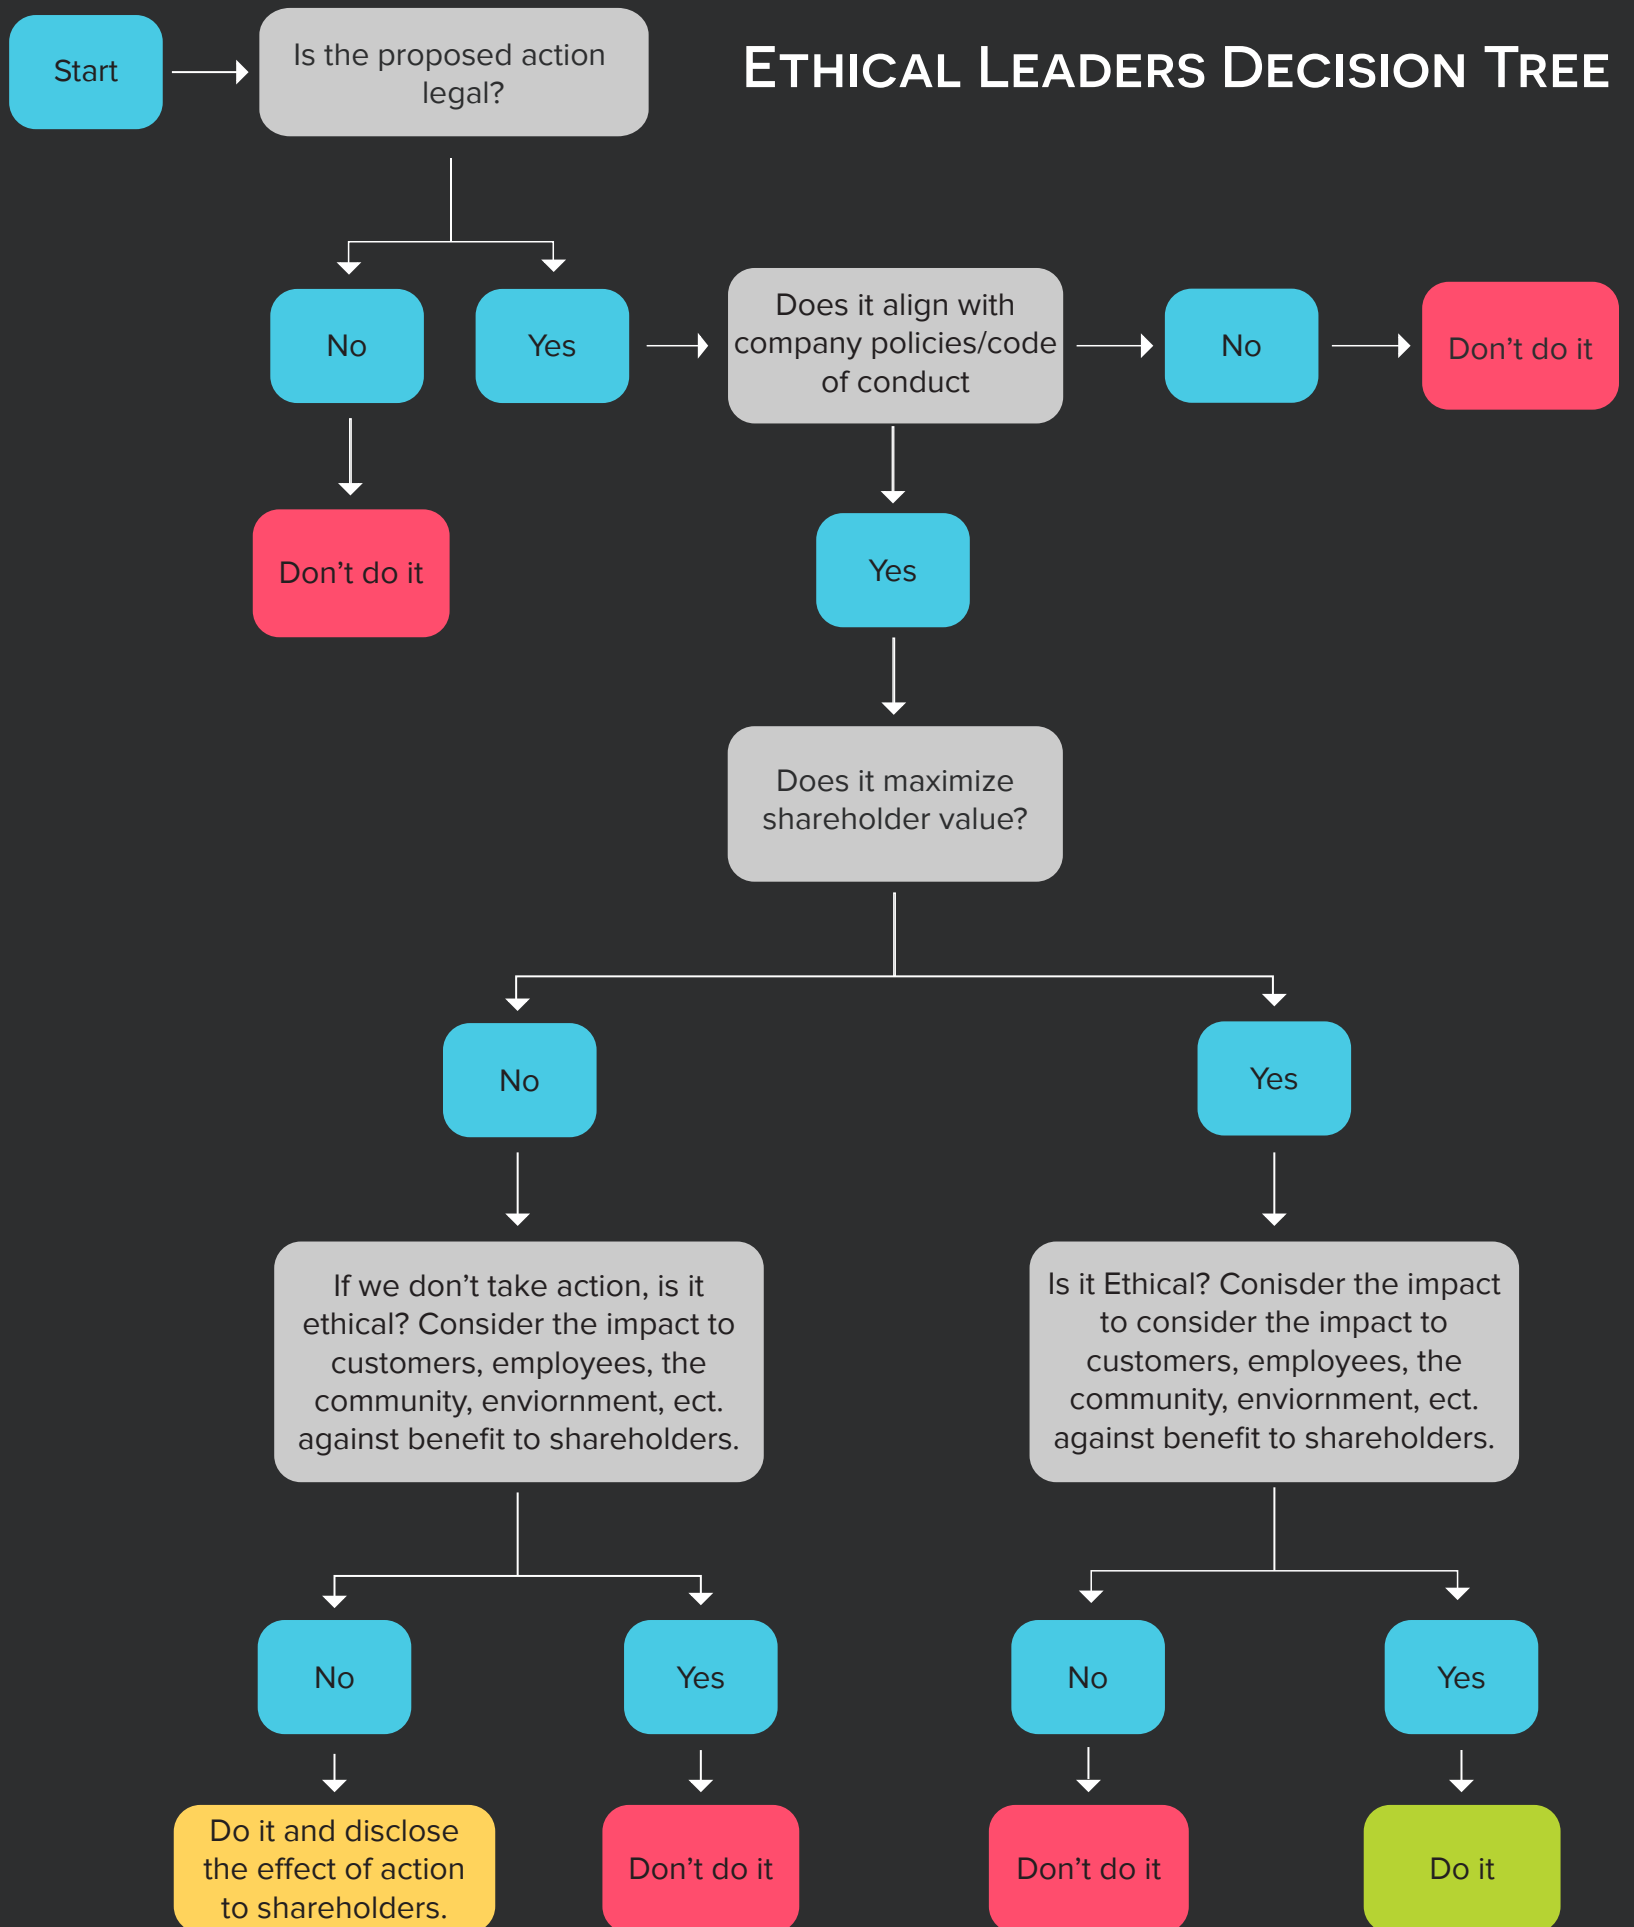 Start
Is the proposed action
legal?
ETHICAL LEADERS DECISION TREE
No
Yes
Does it align with
company policies/code
of conduct
No
Don't do it
Don't do it
Yes
Does it maximize
shareholder value?
No
Yes
If we don't take action, is it
ethical? Consider the impact to
customers, employees, the
community, enviornment, ect.
against benefit to shareholders.
Is it Ethical? Conisder the impact
to consider the impact to
customers, employees, the
community, enviornment, ect.
against benefit to shareholders.
No
Yes
No
Yes
Do it and disclose
the effect of action
to shareholders.
Don't do it
Don't do it
Do it